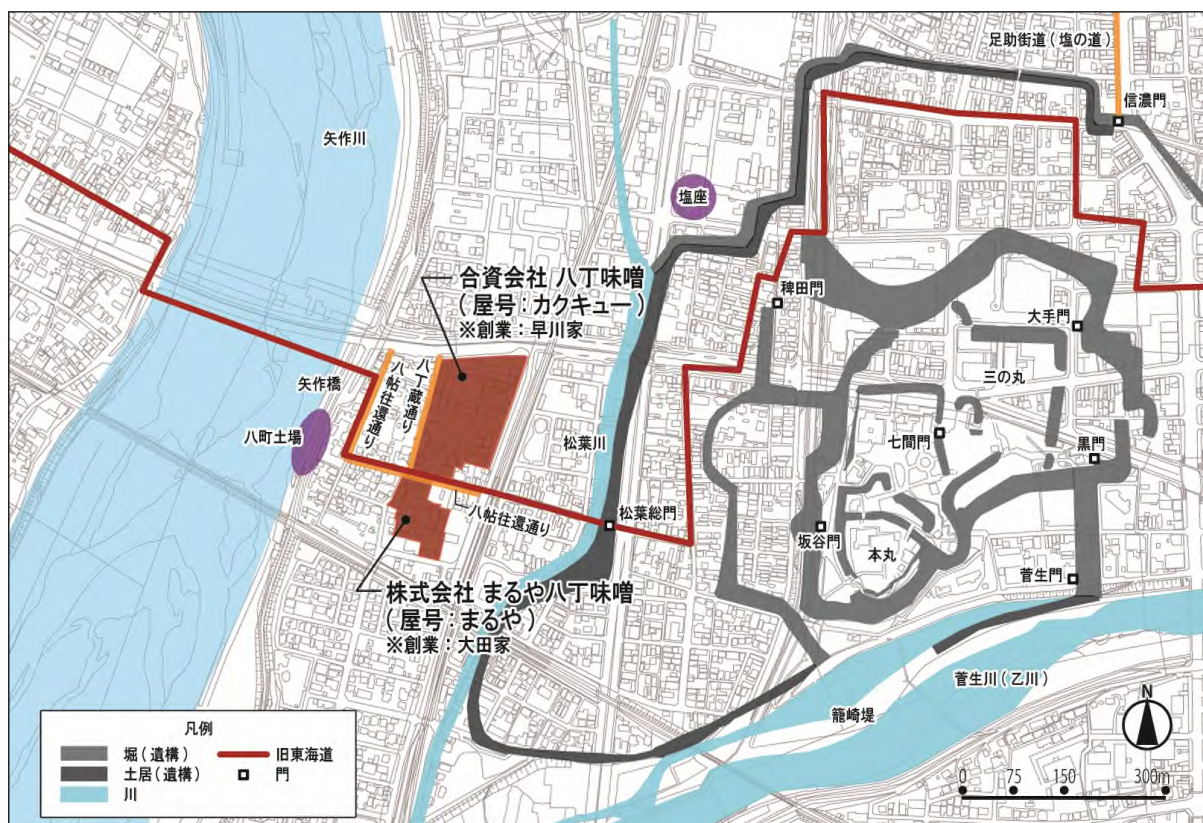 足助街道(塩の道)
信濃門
矢作川
塩座
合資会社 八丁味噌
(屋号:カクキュー)
※創業:早川家
稗田門
大手門
三の丸
矢作橋
八丁蔵通り
八帖往還通り
八町土場
松葉川
七間門
黒門
八帖往還通り
松葉総門
坂谷門
本丸
菅生門
株式会社 まるや八丁味噌
(屋号:まるや)
※創業:大田家
菅生川(乙川)
籠崎堤
N
凡例
堀(遺構)
旧東海道
土居(遺構)
門
川
0 75 150 300m